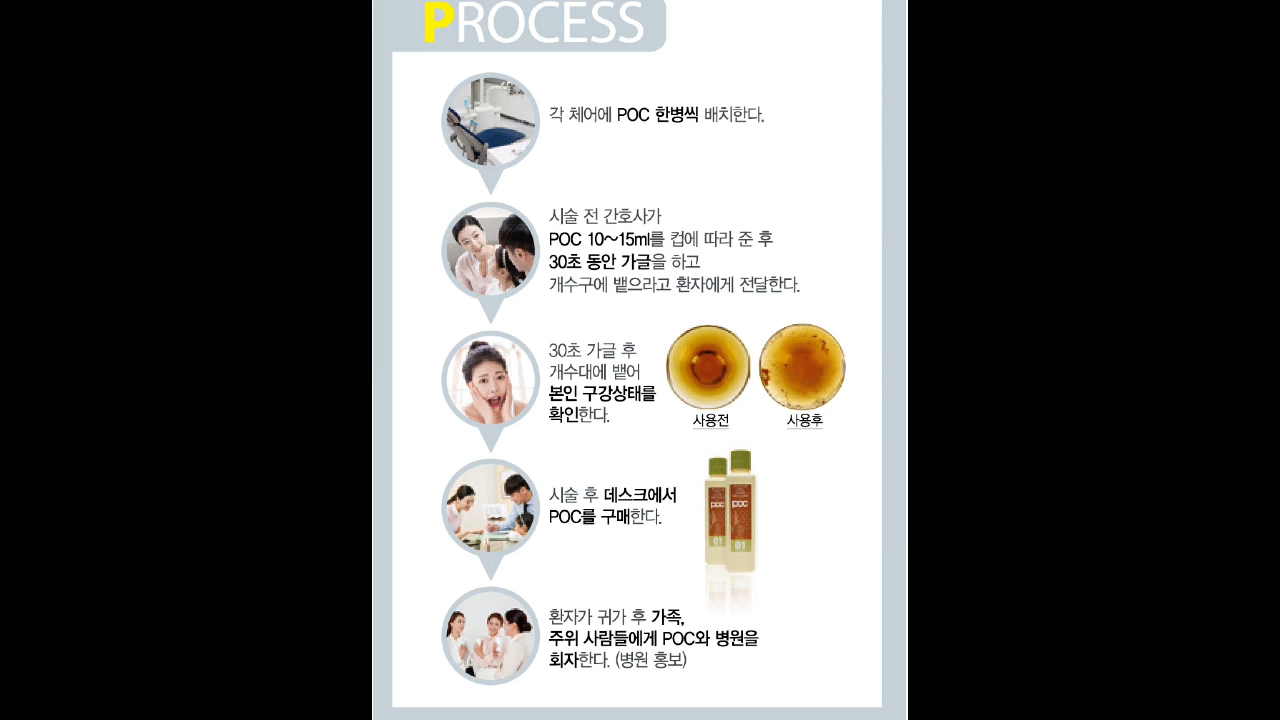 PROCESS
각 체어에 POC 한병씩 배치한다.
시술 전 간호사가
POC 10~15ml를 컵에 따라 준 후
30초 동안 가글을 하고
개수구에 뱉으라고 환자에게 전달한다.
30초 가글 후
개수대에 뱉어
본인 구강상태를
확인한다.
사용전
사용후
시술 후 데스크에서
POC를 구매한다.
poc
poc
01
01
환자가 귀가 후 가족,
주위 사람들에게 POC와 병원을
회자한다. (병원 홍보)